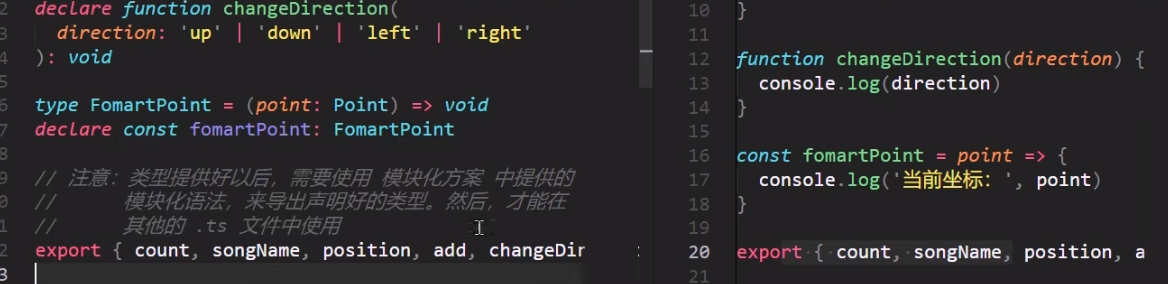 2 declare function changeDirection(
3 direction: 'up' | 'down' | 'left' | 'right'
4 ): void
5
6 type FomartPoint = (point: Point) => void
7 declare const fomartPoint: FomartPoint
8
9 // 注意：类型提供好以后，需要使用 模块化方案 中提供的
0 // 模块化语法，来导出声明好的类型。然后，才能在
1 // 其他的 .ts 文件中使用
2 export { count, songName, position, add, changeDir
3
10 }
11
12 function changeDirection(direction) {
13 console.log(direction)
14 }
15
16 const fomartPoint = point => {
17 console.log('当前坐标：', point)
18 }
19
20 export { count, songName, position, a
21